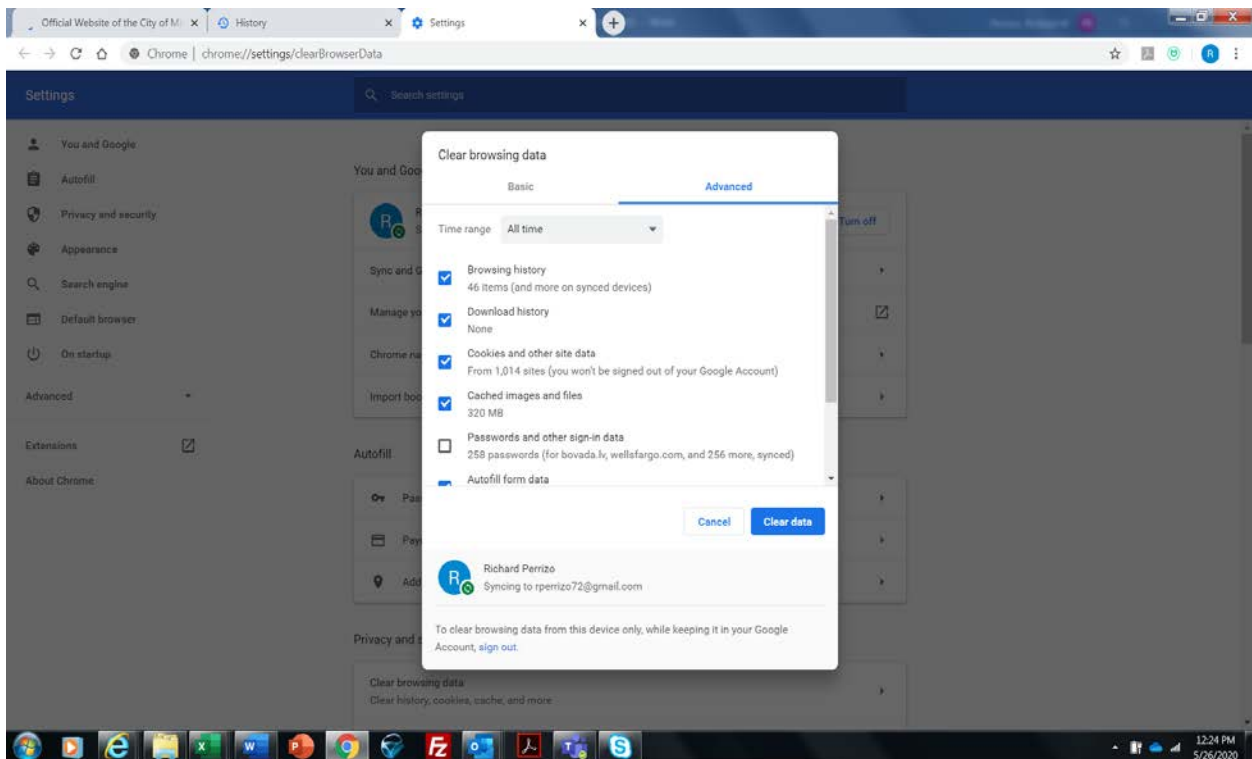 Official Website of the City of Mi
History
Settings
Chrome | chrome://settings/clearBrowserData
R
Settings
Search settings
You and Google
Autofill
Privacy and security
Appearance
Search engine
Default browser
On startup
Advanced
Extensions
About Chrome
You and Goo
R
Turn off
Sync and G
Manage yo
Chrome na
Import boo
Autofill
Pas
Pay
Add
Privacy and s
Clear browsing data
Clear history, cookies, cache, and more
Clear browsing data
Basic
Advanced
Time range All time
Browsing history
46 items (and more on synced devices)
Download history
None
Cookies and other site data
From 1,014 sites (you won't be signed out of your Google Account)
Cached images and files
320 MB
Passwords and other sign-in data
258 passwords (for bovada.lv, wellsfargo.com, and 256 more, synced)
Autofill form data
Cancel
Clear data
R
Richard Perrizo
Syncing to rperrizo72@gmail.com
To clear browsing data from this device only, while keeping it in your Google
Account, sign out.
12:24 PM
5/26/2020